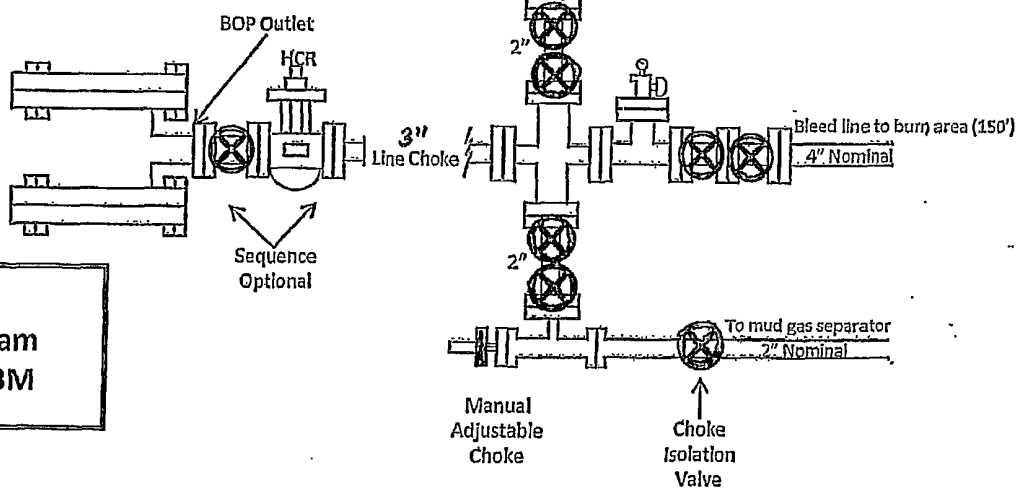 BOP Outlet
HCR
2"
3"
Line Choke
Bleed line to burn area (150')
4" Nominal
Sequence
Optional
2"
am
3M
To mud gas separator
2" Nominal
Manual
Adjustable
Choke
Choke
Isolation
Valve